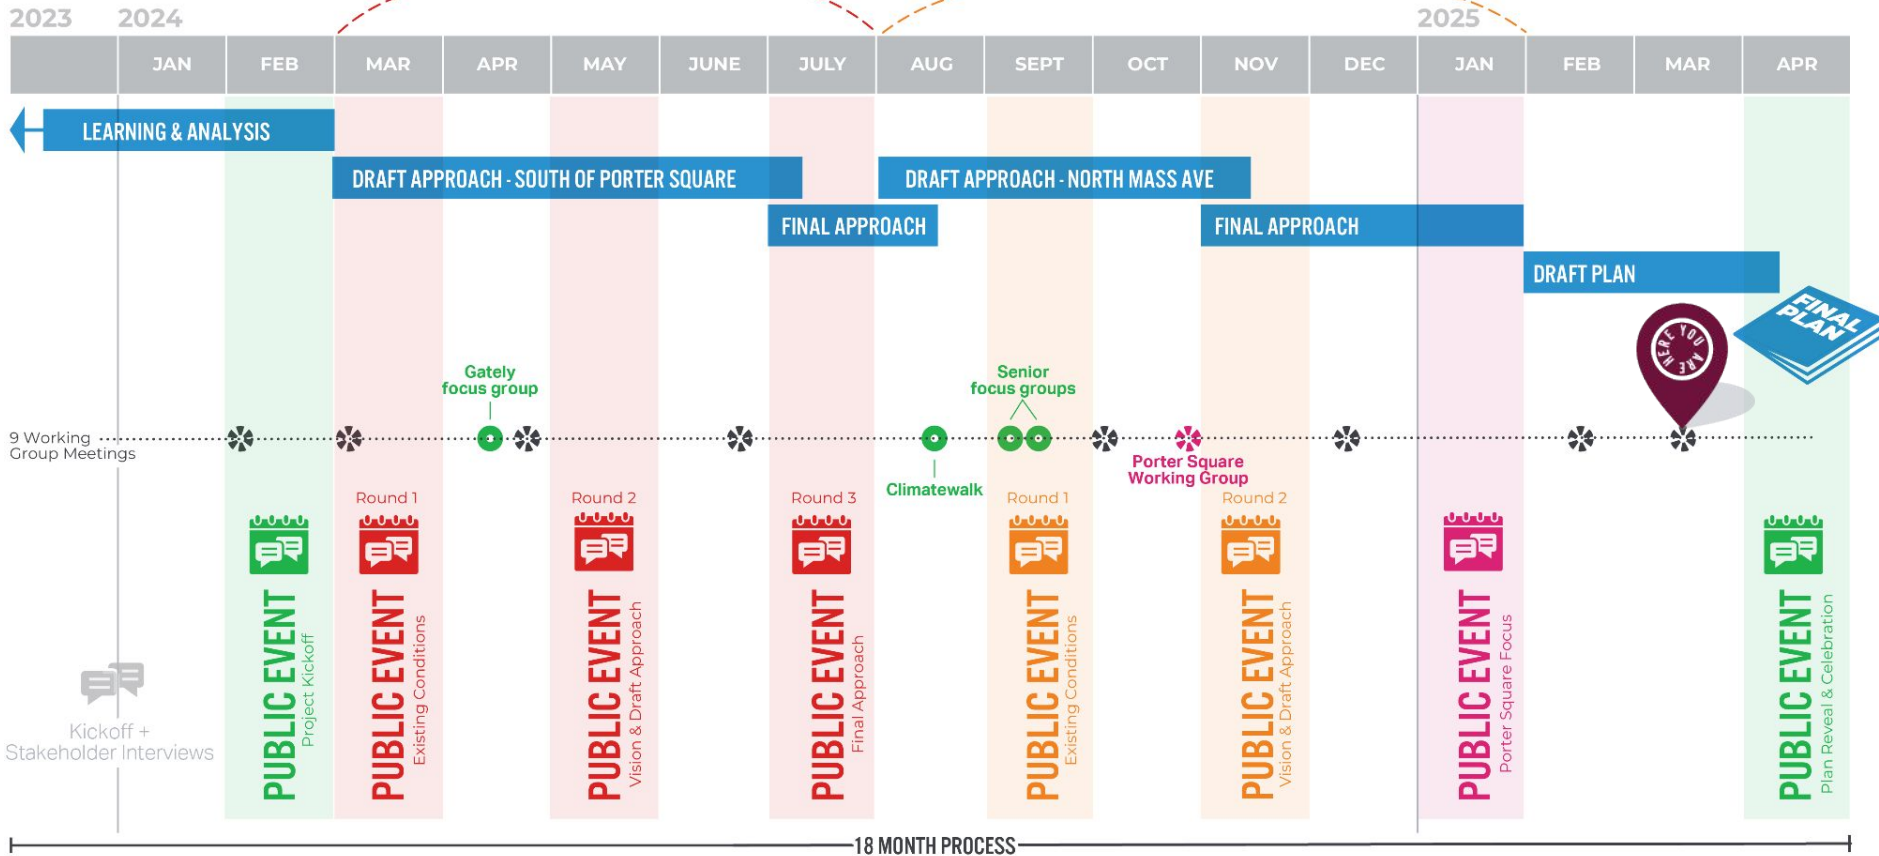 2023 2024 2025
JAN FEB MAR APR MAY JUNE JULY AUG SEPT OCT NOV DEC JAN FEB MAR APR
LEARNING & ANALYSIS
DRAFT APPROACH - SOUTH OF PORTER SQUARE
DRAFT APPROACH - NORTH MASS AVE
FINAL APPROACH
FINAL APPROACH
DRAFT PLAN
FINAL
PLAN
YOU ARE HERE
Gately
focus group
Senior
focus groups
9 Working
Group Meetings
Porter Square
Working Group
Climatewalk
Round 1
Round 2
Round 3
Round 1
Round 2
PUBLIC EVENT
Project Kickoff
PUBLIC EVENT
Existing Conditions
PUBLIC EVENT
Vision & Draft Approach
PUBLIC EVENT
Final Approach
PUBLIC EVENT
Existing Conditions
PUBLIC EVENT
Vision & Draft Approach
PUBLIC EVENT
Porter Square Focus
PUBLIC EVENT
Plan Reveal & Celebration
Kickoff +
Stakeholder Interviews
18 MONTH PROCESS